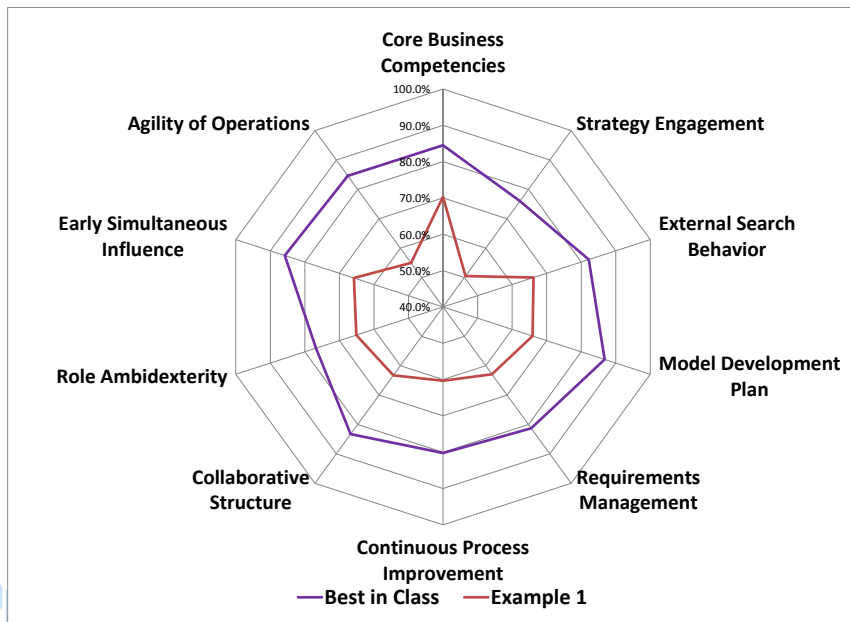 Core Business
Competencies
100.0%
Agility of Operations
Strategy Engagement
90.0%
80.0%
70.0%
Early Simultaneous
Influence
External Search
Behavior
60.0%
50.0%
40.0%
Role Ambidexterity
Model Development
Plan
Collaborative
Structure
Requirements
Management
Continuous Process
Improvement
Best in Class
Example 1